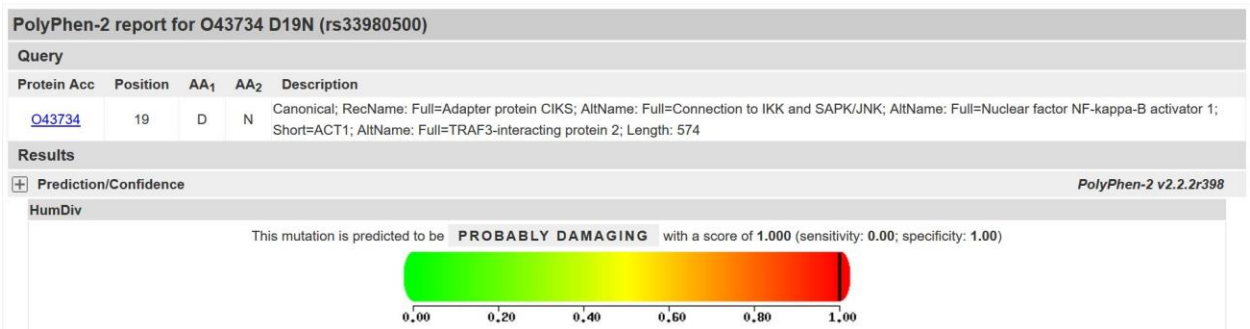 PolyPhen-2 report for O43734 D19N (rs33980500)
Query
Protein Acc Position AA1 AA2 Description
O43734 19 D N Canonical; RecName: Full=Adapter protein CIKS; AltName: Full=Connection to IKK and SAPK/JNK; AltName: Full=Nuclear factor NF-kappa-B activator 1;
Short=ACT1; AltName: Full=TRAF3-interacting protein 2; Length: 574
Results
+ Prediction/Confidence PolyPhen-2 v2.2.2r398
HumDiv
This mutation is predicted to be PROBABLY DAMAGING with a score of 1.000 (sensitivity: 0.00; specificity: 1.00)
0,00 0,20 0,40 0,60 0,80 1,00